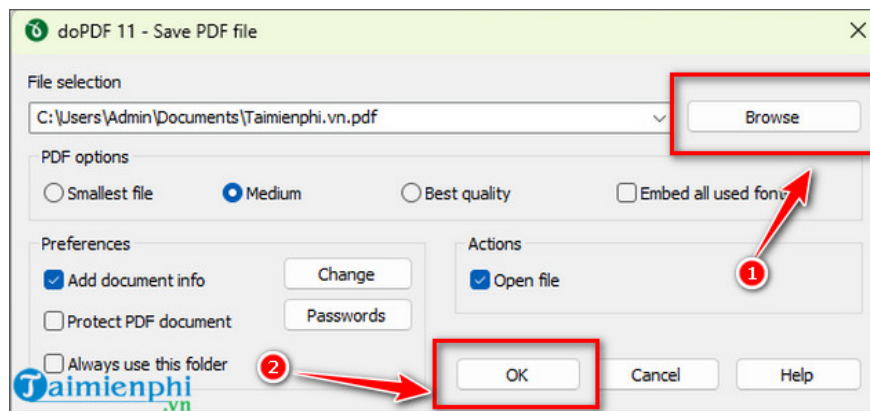 doPDF 11 - Save PDF file
File selection
C:\Users\Admin\Documents\Taimienphi.vn.pdf
Browse
PDF options
Smallest file
Medium
Best quality
Embed all used font
1
Preferences
Actions
Add document info
Change
Open file
Protect PDF document
Passwords
Always use this folder
2
OK
Cancel
Help
Taimienphi
.vn